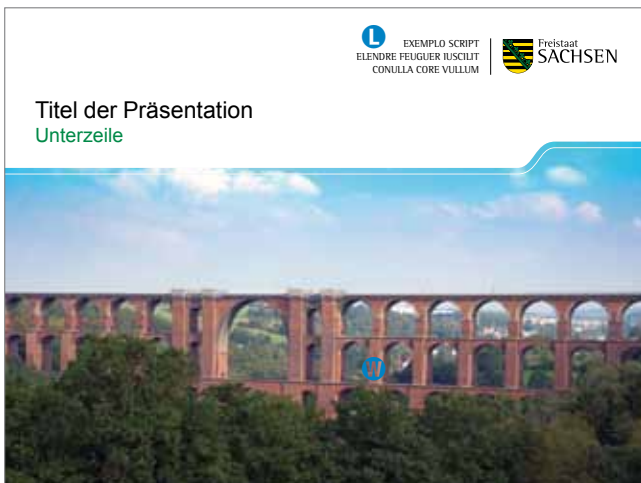 L
EXEMPLO SCRIPT
ELENDRE FEUGUER IUSCILIT
CONULLA CORE VULLUM
Freistaat
SACHSEN
Titel der Präsentation
Unterzeile
W